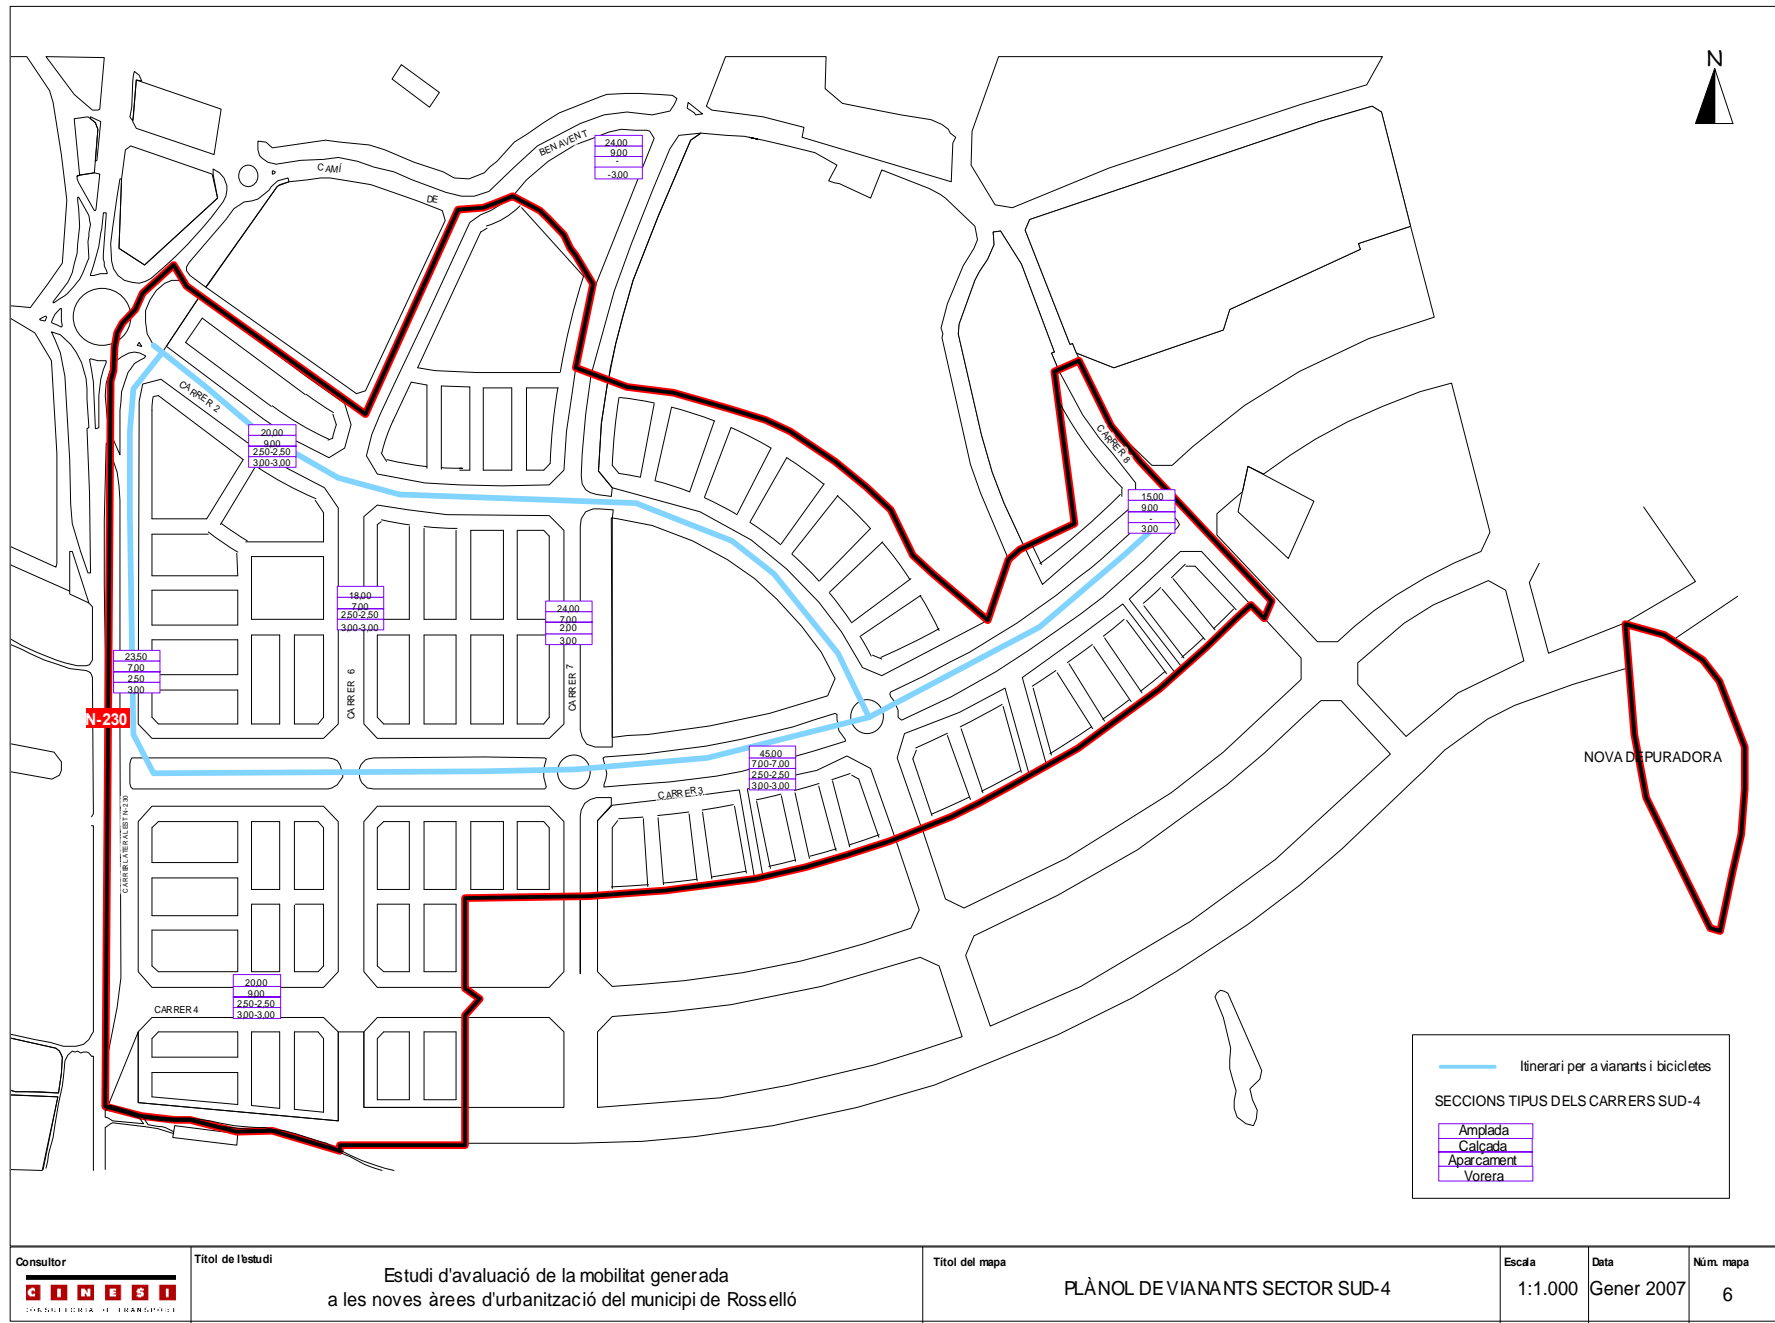 N
BENAVENT
24,00
9,00
-
-3,00
CAMÍ
DE
CARRER 2
20,00
9,00
2,50-2,50
3,00-3,00
CARRER 8
15,00
9,00
-
3,00
18,00
7,00
2,50-2,50
3,00-3,00
24,00
7,00
2,00
3,00
23,50
7,00
2,50
3,00
CARRER 6
CARRER 7
N-230
45,00
7,00-7,00
2,50-2,50
3,00-3,00
NOVA DEPURADORA
CARRER 3
CARRER LATERAL EST N-230
20,00
9,00
2,50-2,50
3,00-3,00
CARRER 4
Itinerari per a vianants i bicicletes
SECCIONS TIPUS DELS CARRERS SUD-4
Amplada
Calçada
Aparcament
Vorera
Consultor
CINESI
CONSULTORIA DE TRANSPORT
Títol de l'estudi
Estudi d'avaluació de la mobilitat generada
a les noves àrees d'urbanització del municipi de Rosselló
Títol del mapa
PLÀNOL DE VIANANTS SECTOR SUD-4
Escala
1:1.000
Data
Gener 2007
Núm. mapa
6